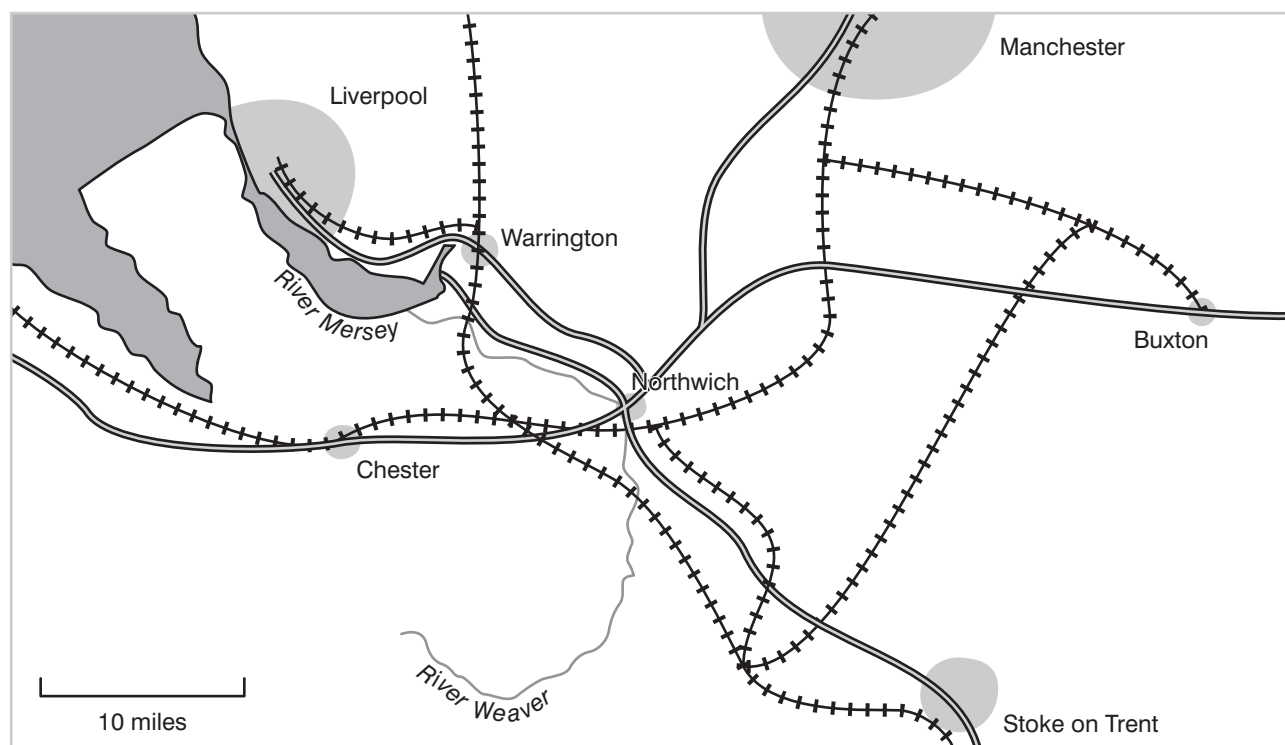 Manchester
Liverpool
Warrington
River Mersey
Buxton
Northwich
Chester
River Weaver
10 miles
Stoke on Trent